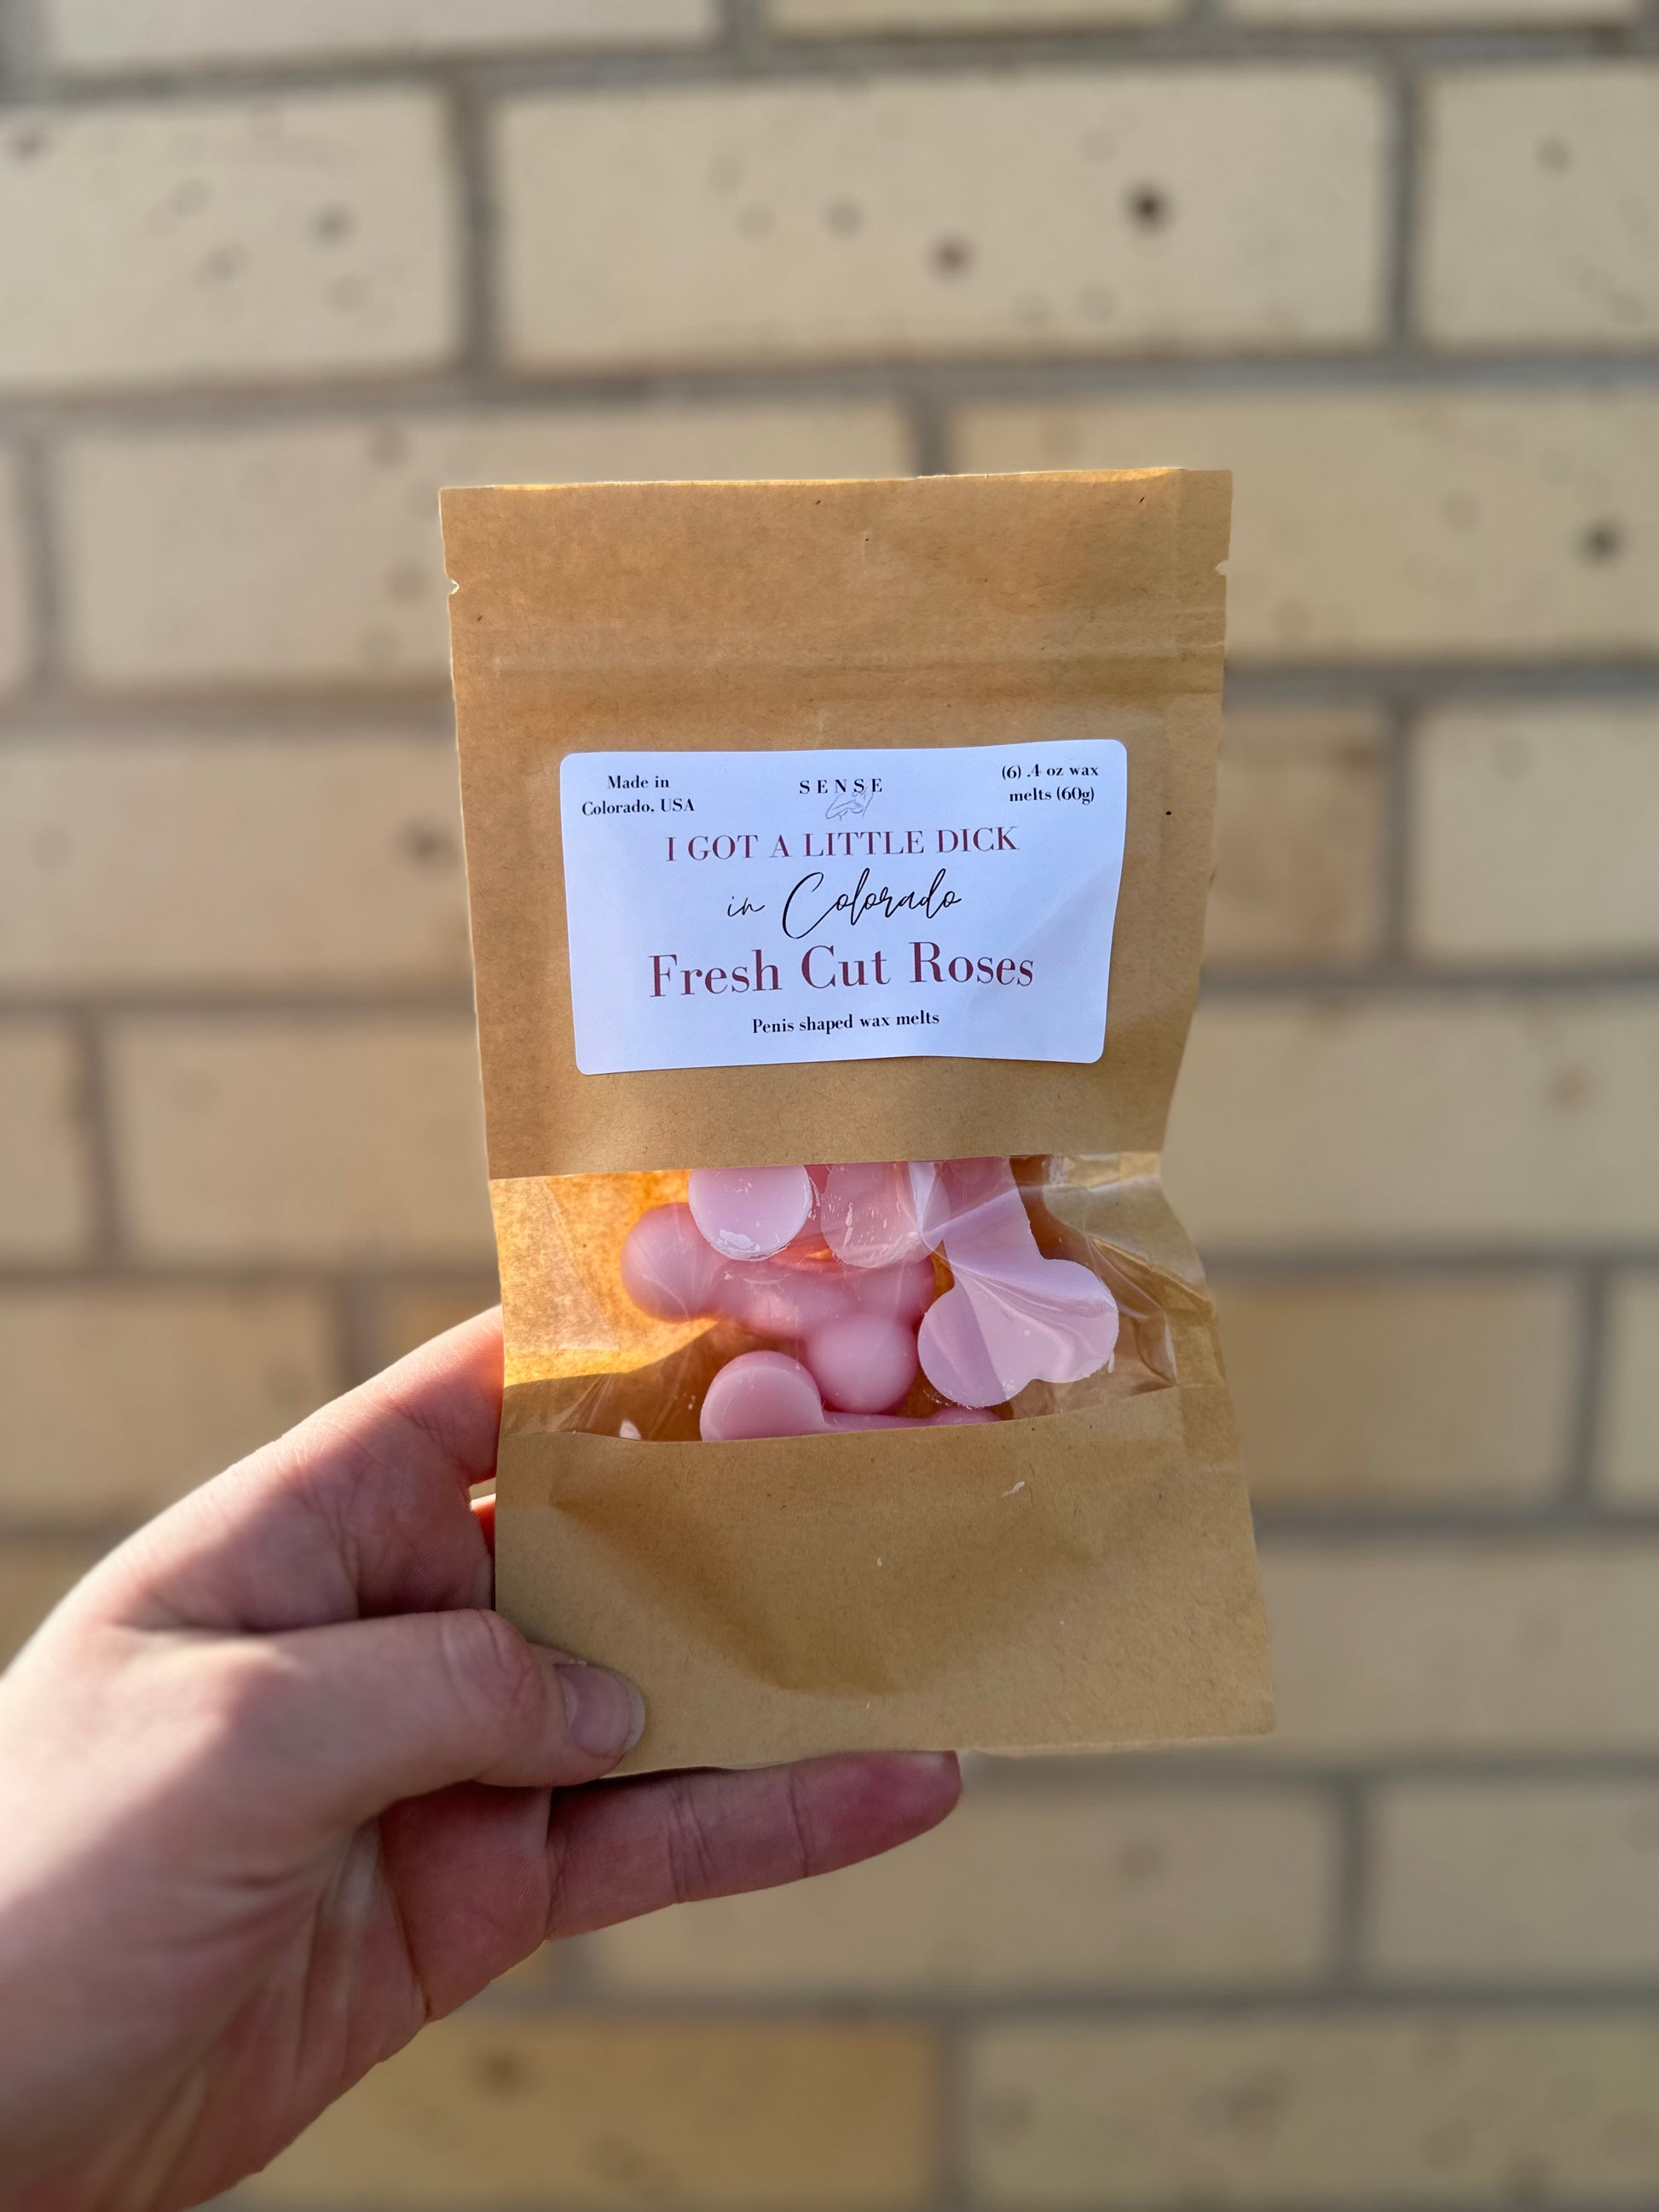 Made in
Colorado, USA
SENSE
(6) .4 oz wax
melts (60g)
I GOT A LITTLE DICK
in Colorado
Fresh Cut Roses
Penis shaped wax melts